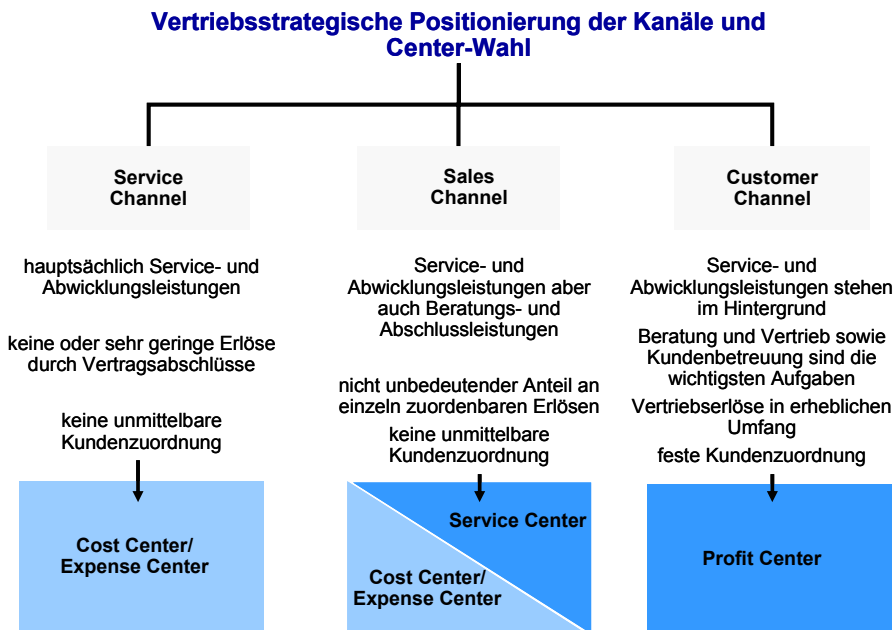 Vertriebsstrategische Positionierung der Kanäle und
Center-Wahl
Service
Channel
hauptsächlich Service- und
Abwicklungsleistungen
keine oder sehr geringe Erlöse
durch Vertragsabschlüsse
keine unmittelbare
Kundenzuordnung
Cost Center/
Expense Center
Sales
Channel
Service- und
Abwicklungsleistungen aber
auch Beratungs- und
Abschlussleistungen
nicht unbedeutender Anteil an
einzeln zuordenbaren Erlösen
keine unmittelbare
Kundenzuordnung
Service Center
Cost Center/
Expense Center
Customer
Channel
Service- und
Abwicklungsleistungen stehen
im Hintergrund
Beratung und Vertrieb sowie
Kundenbetreuung sind die
wichtigsten Aufgaben
Vertriebserlöse in erheblichen
Umfang
feste Kundenzuordnung
Profit Center